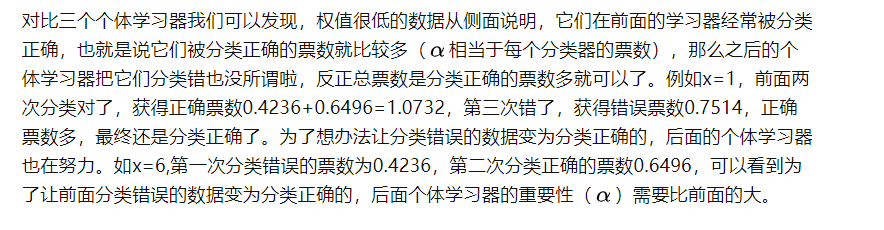 对比三个个体学习器我们可以发现，权值很低的数据从侧面说明，它们在前面的学习器经常被分类
正确，也就是说它们被分类正确的票数就比较多（α相当于每个分类器的票数），那么之后的个
体学习器把它们分类错也没所谓啦，反正总票数是分类正确的票数多就可以了。例如x=1，前面两
次分类对了，获得正确票数0.4236+0.6496=1.0732，第三次错了，获得错误票数0.7514，正确
票数多，最终还是分类正确了。为了想办法让分类错误的数据变为分类正确的，后面的个体学习器
也在努力。如x=6,第一次分类错误的票数为0.4236，第二次分类正确的票数0.6496，可以看到为
了让前面分类错误的数据变为分类正确的，后面个体学习器的重要性（α）需要比前面的大。